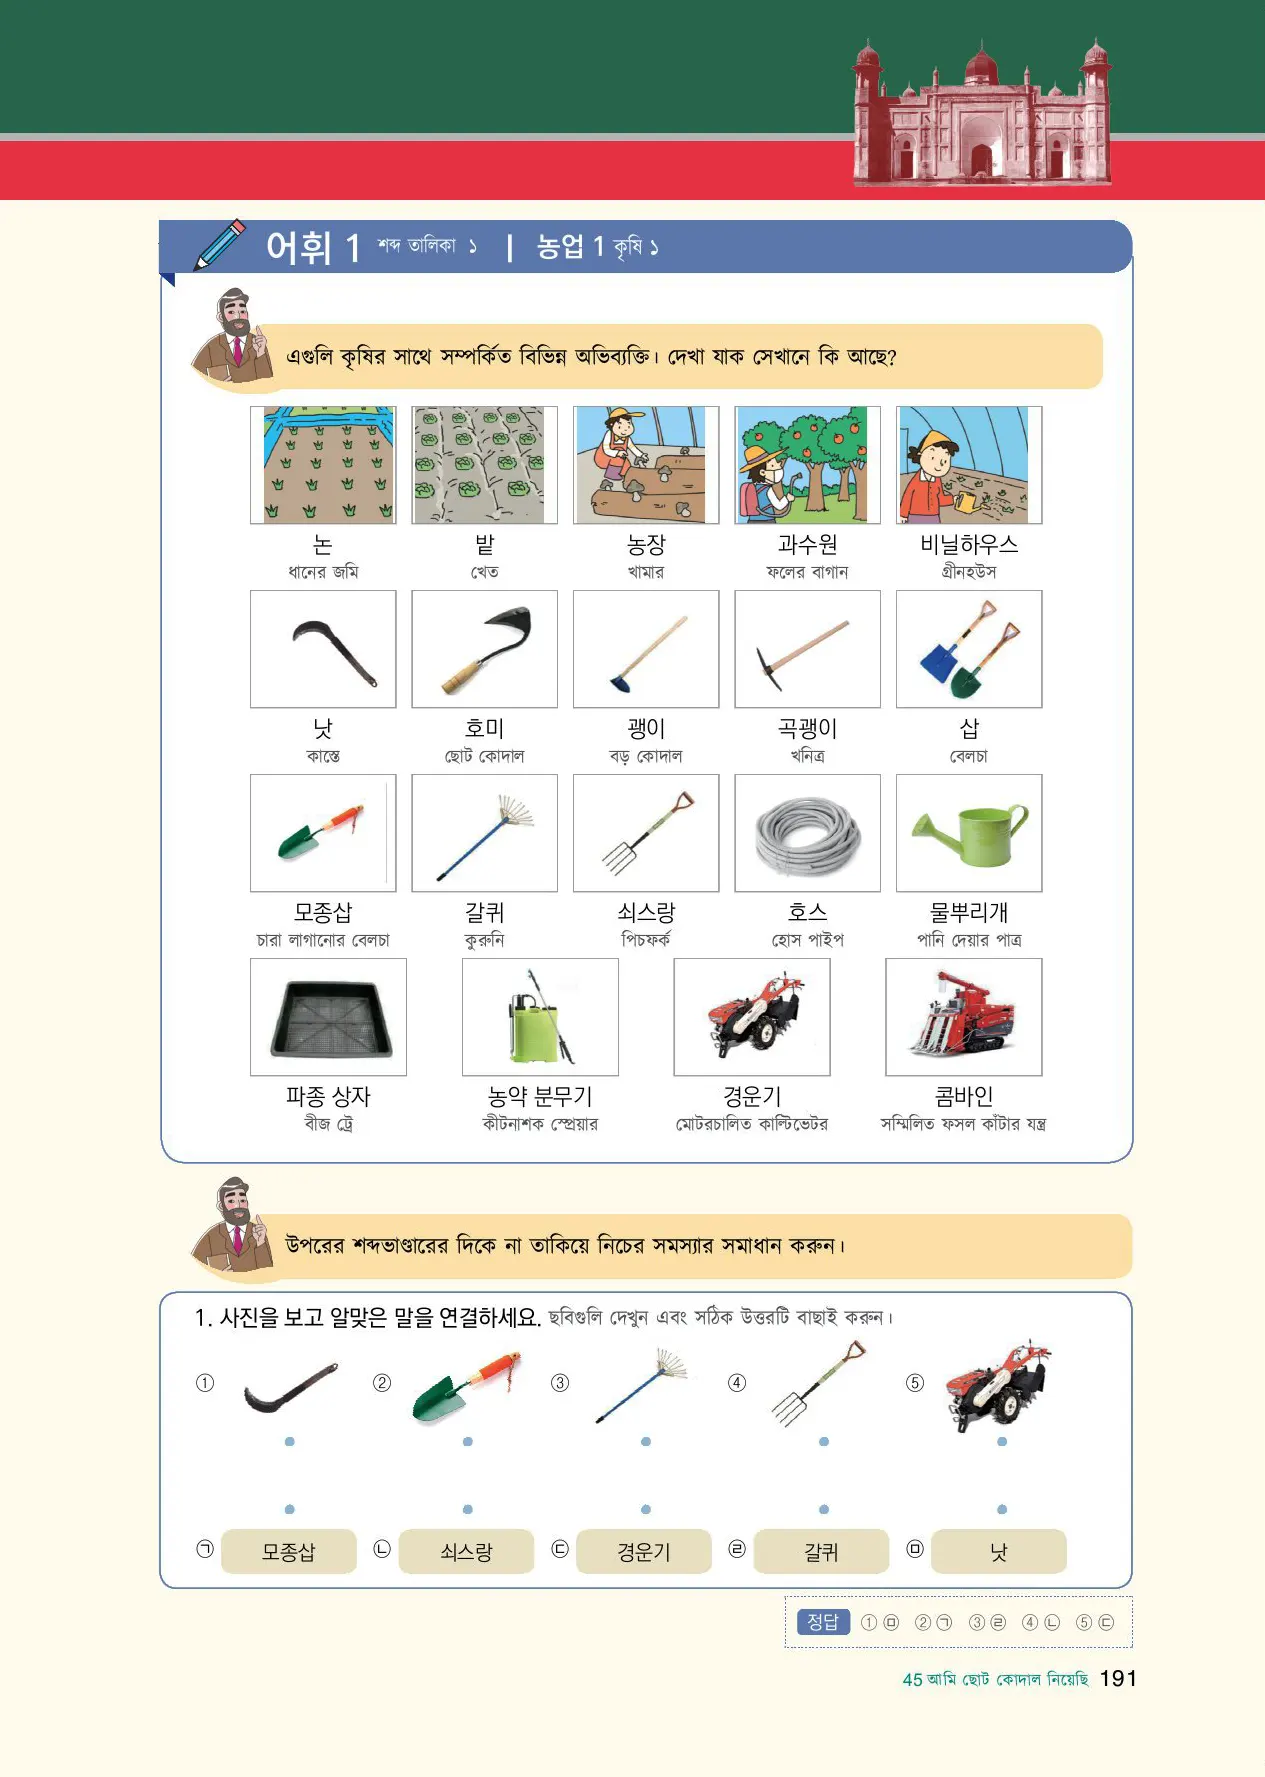 어휘 1 শব্দ তালিকা ১ | 농업 1 কৃষি ১
এগুলি কৃষির সাথে সম্পর্কিত বিভিন্ন অভিব্যক্তি। দেখা যাক সেখানে কি আছে?
논 밭 농장 과수원 비닐하우스
ধানের জমি খেত খামার ফলের বাগান গ্রীনহউস
낫 호미 괭이 곡괭이 삽
কাস্তে ছোট কোদাল বড় কোদাল খনিত্র বেলচা
모종삽 갈퀴 쇠스랑 호스 물뿌리개
চারা লাগানোর বেলচা কুরুনি পিচফর্ক হোস পাইপ পানি দেয়ার পাত্র
파종 상자 농약 분무기 경운기 콤바인
বীজ ট্রে কীটনাশক স্প্রেয়ার মোটরচালিত কাল্টিভেটর সম্মিলিত ফসল কাঁটার যন্ত্র
উপরের শব্দভাণ্ডারের দিকে না তাকিয়ে নিচের সমস্যার সমাধান করুন।
1. 사진을 보고 알맞은 말을 연결하세요. ছবিগুলি দেখুন এবং সঠিক উত্তরটি বাছাই করুন।
① ② ③ ④ ⑤
㉠ 모종삽 ㉡ 쇠스랑 ㉢ 경운기 ㉣ 갈퀴 ㉤ 낫
정답 ① ㉤ ② ㉠ ③ ㉣ ④ ㉡ ⑤ ㉢
45 আমি ছোট কোদাল নিয়েছি 191